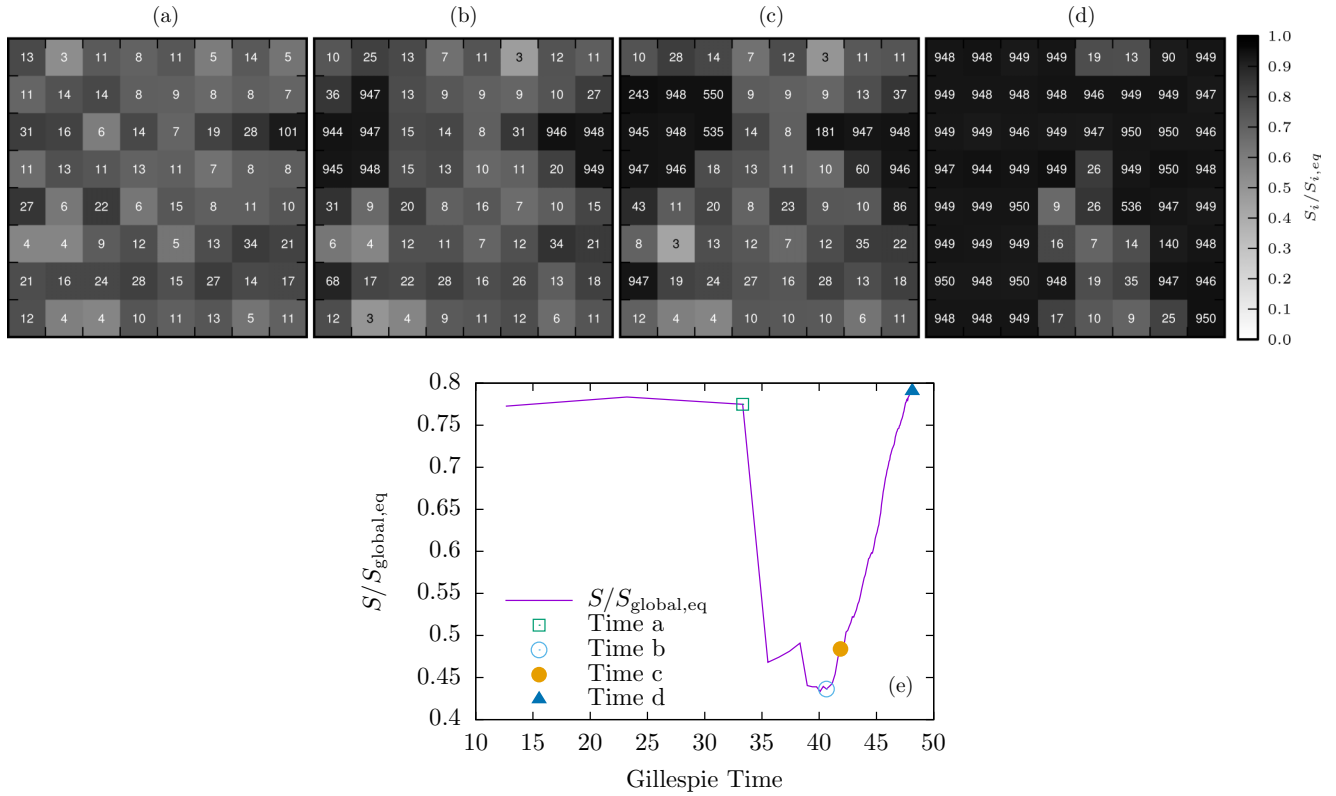 (a) (b) (c) (d)
13 3 11 8 11 5 14 5 10 25 13 7 11 3 12 11 10 28 14 7 12 3 11 11 948 948 949 949 19 13 90 949 1.0
0.9
11 14 14 8 9 8 8 7 36 947 13 9 9 9 10 27 243 948 550 9 9 9 13 37 949 948 948 948 946 949 949 947
0.8
31 16 6 14 7 19 28 101 944 947 15 14 8 31 946 948 945 948 535 14 8 181 947 948 949 949 946 949 947 950 950 946
0.7
11 13 11 13 11 7 8 8 945 948 15 13 10 11 20 949 947 946 18 13 11 10 60 946 947 944 949 949 26 949 950 948
0.6
0.5
27 6 22 6 15 8 11 10 31 9 20 8 16 7 10 15 43 11 20 8 23 9 10 86 949 949 950 9 26 536 947 949
0.4
4 4 9 12 5 13 34 21 6 4 12 11 7 12 34 21 8 3 13 12 7 12 35 22 949 949 949 16 7 14 140 948
0.3
0.2
21 16 24 28 15 27 14 17 68 17 22 28 16 26 13 18 947 19 24 27 16 28 13 18 950 948 950 948 19 35 947 946
0.1
12 4 4 10 11 13 5 11 12 3 4 9 11 12 6 11 12 4 4 10 10 10 6 11 948 948 949 17 10 9 25 950
0.0
S_i/S_{i,eq}
0.8
0.75
0.7
0.65
0.6
0.55
0.5
0.45
0.4
S/S_{global,eq}
S/S_{global,eq}
Time a
Time b
Time c
Time d
(e)
10 15 20 25 30 35 40 45 50
Gillespie Time